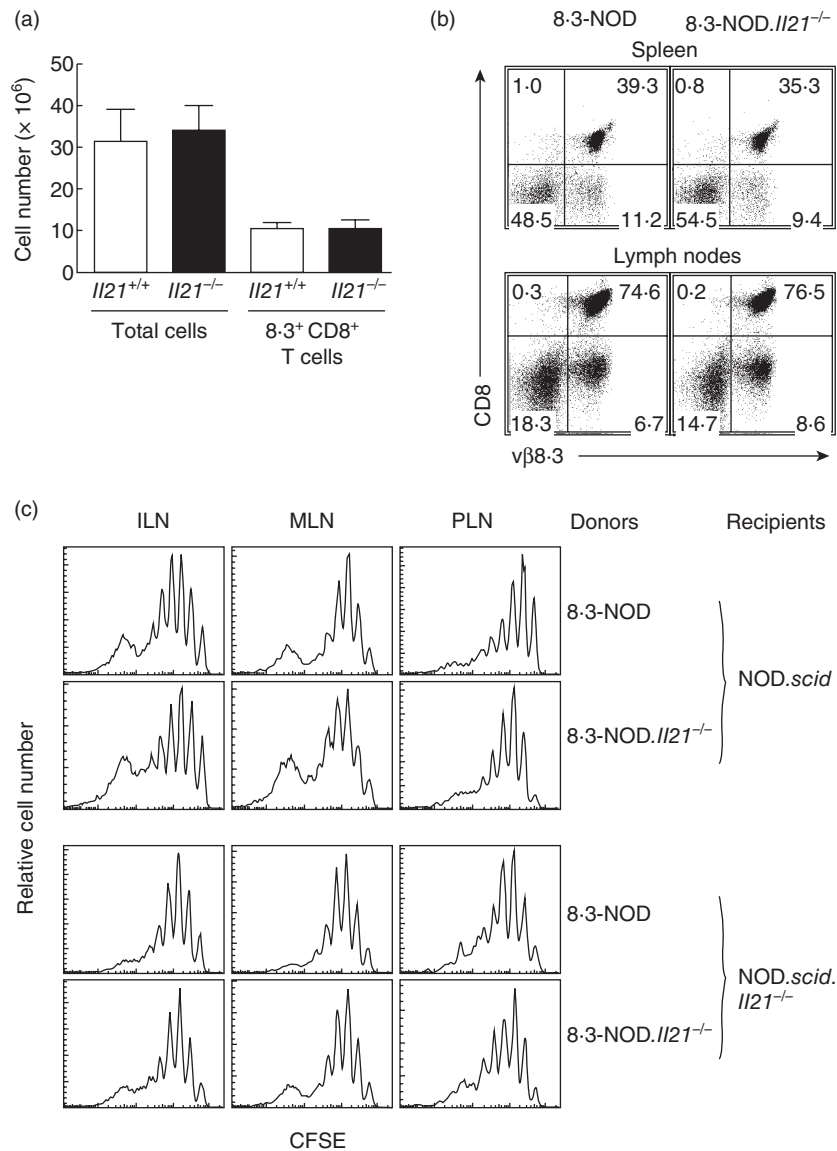 (a)
Cell number (× 10⁶)
50
40
30
20
10
0
Il21⁺/⁺ Il21⁻/⁻ Il21⁺/⁺ Il21⁻/⁻
Total cells
8·3⁺ CD8⁺
T cells
(b)
8·3-NOD 8·3-NOD.Il21⁻/⁻
Spleen
1·0 39·3 0·8 35·3
48·5 11·2 54·5 9·4
Lymph nodes
0·3 74·6 0·2 76·5
18·3 6·7 14·7 8·6
CD8
vβ8·3
(c)
ILN MLN PLN Donors Recipients
8·3-NOD
NOD.scid
8·3-NOD.Il21⁻/⁻
Relative cell number
8·3-NOD
NOD.scid.
Il21⁻/⁻
8·3-NOD.Il21⁻/⁻
CFSE